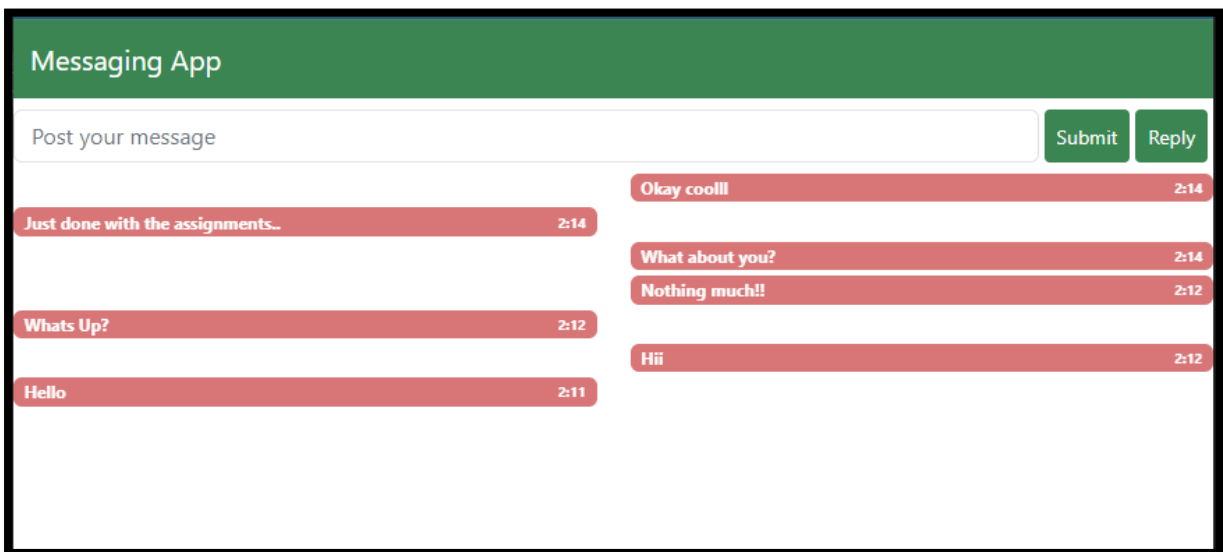 Messaging App
Post your message Submit Reply
Okay coolll 2:14
Just done with the assignments.. 2:14
What about you? 2:14
Nothing much!! 2:12
Whats Up? 2:12
Hii 2:12
Hello 2:11